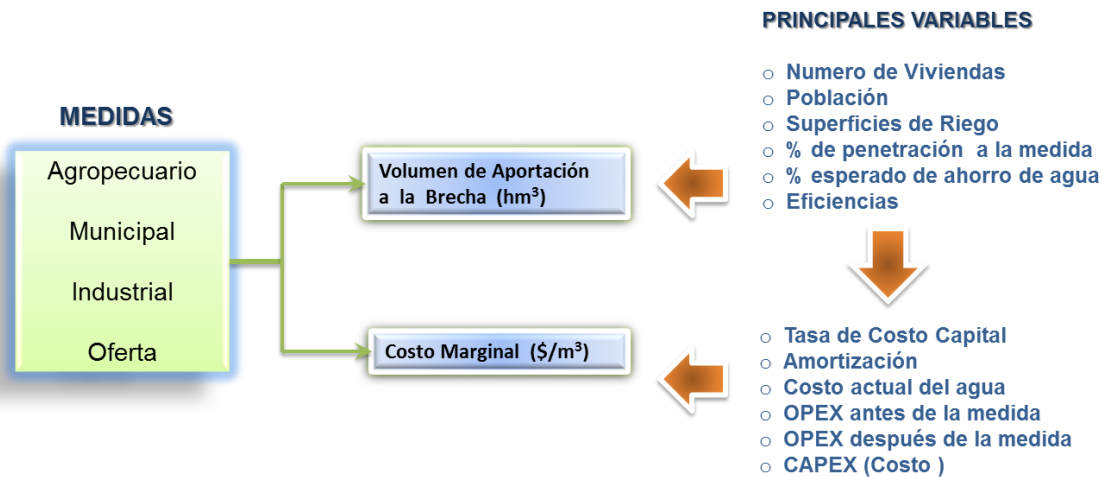 MEDIDAS
Agropecuario
Municipal
Industrial
Oferta
Volumen de Aportación
a la Brecha (hm³)
Costo Marginal ($/m³)
PRINCIPALES VARIABLES
o Numero de Viviendas
o Población
o Superficies de Riego
o % de penetración a la medida
o % esperado de ahorro de agua
o Eficiencias
o Tasa de Costo Capital
o Amortización
o Costo actual del agua
o OPEX antes de la medida
o OPEX después de la medida
o CAPEX (Costo )